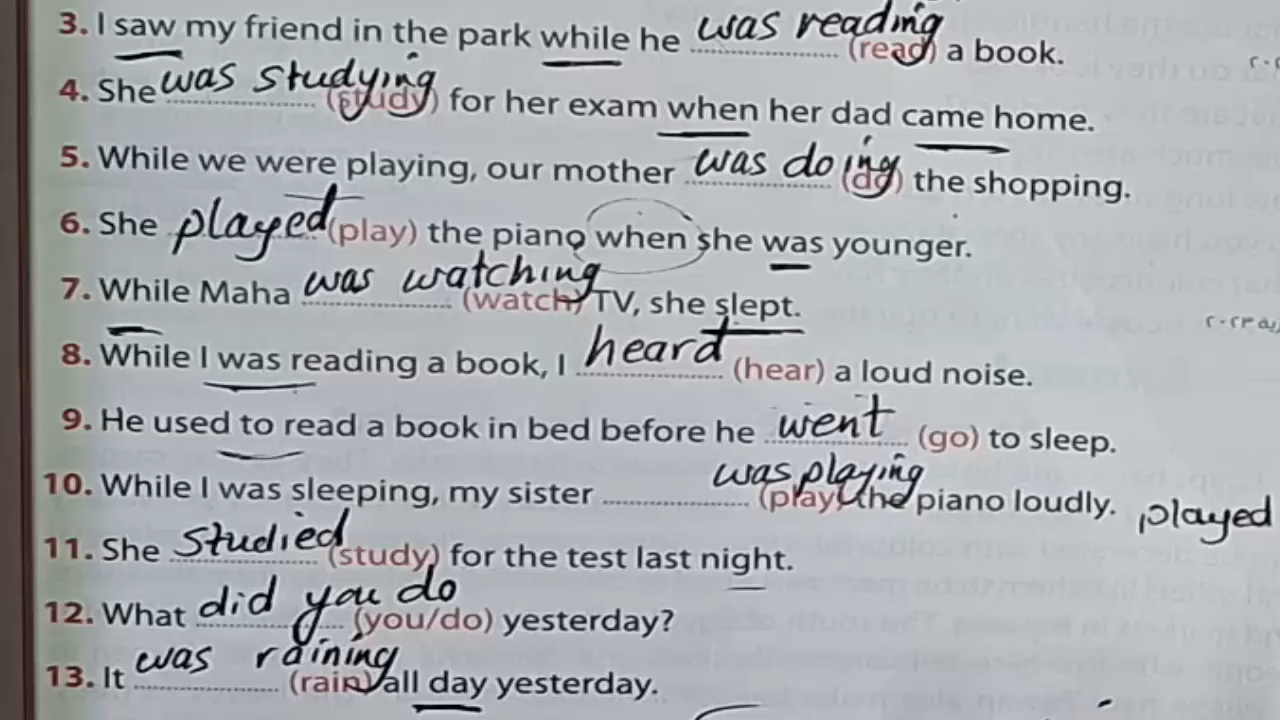 3. I saw my friend in the park while he was reading (read) a book.
4. She was studying (study) for her exam when her dad came home.
5. While we were playing, our mother was doing (do) the shopping.
6. She played (play) the piano when she was younger.
7. While Maha was watching (watch) TV, she slept.
8. While I was reading a book, I heard (hear) a loud noise.
9. He used to read a book in bed before he went (go) to sleep.
10. While I was sleeping, my sister was playing (play) the piano loudly. played
11. She studied (study) for the test last night.
12. What did you do (you/do) yesterday?
13. It was raining (rain) all day yesterday.